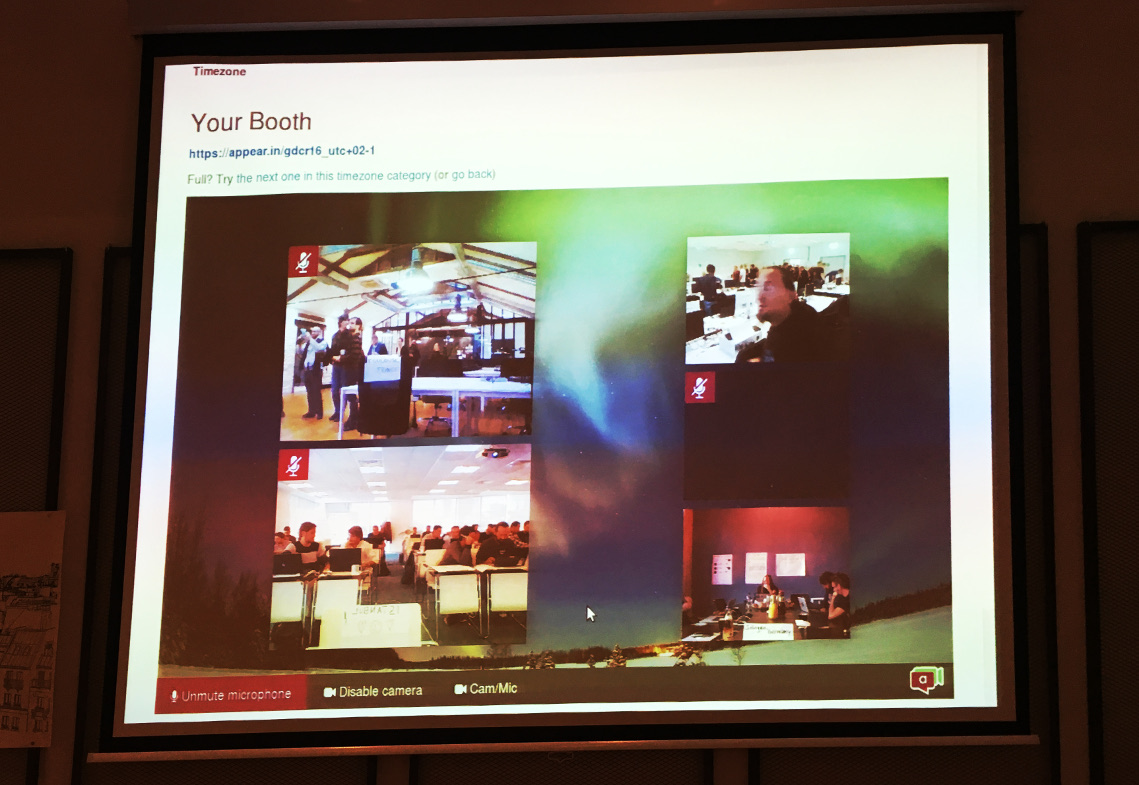 Timezone
Your Booth
https://appear.in/gdcr16_utc+02-1
Full? Try the next one in this timezone category (or go back)
Unmute microphone
Disable camera
Cam/Mic
a